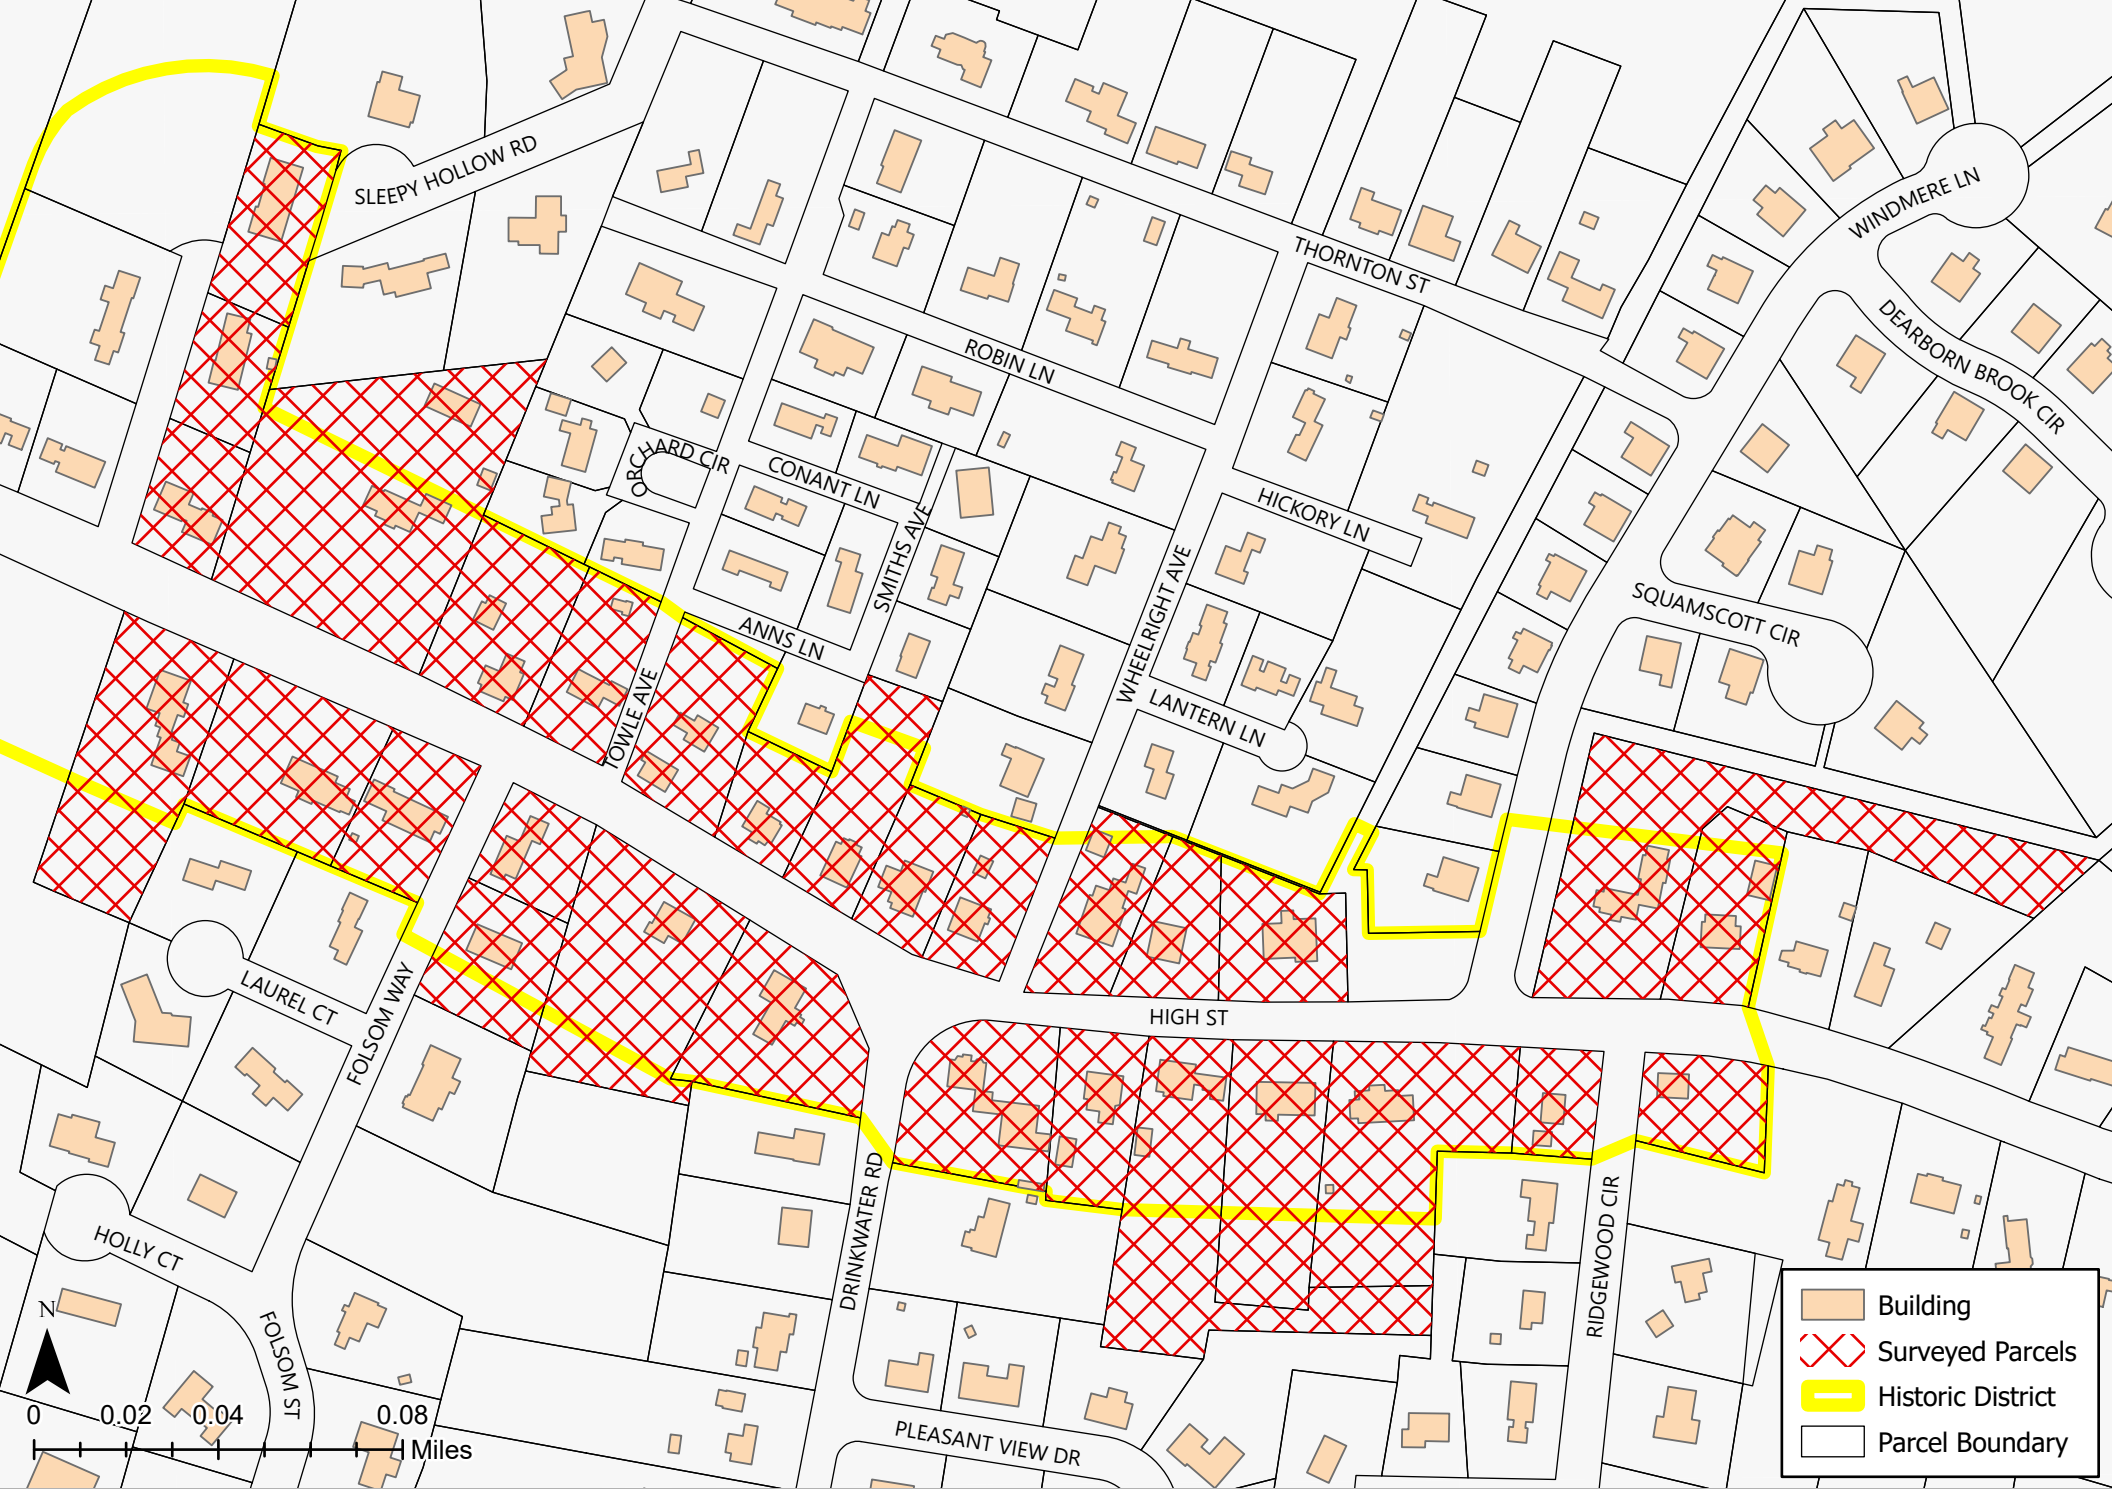 SLEEPY HOLLOW RD
WINDMERE LN
THORNTON ST
DEARBORN BROOK CIR
ROBIN LN
ORCHARD CIR
CONANT LN
SMITHS AVE
HICKORY LN
WHEELRIGHT AVE
SQUAMSCOTT CIR
ANNS LN
TOWLE AVE
LANTERN LN
LAUREL CT
FOLSOM WAY
HIGH ST
DRINKWATER RD
RIDGEWOOD CIR
HOLLY CT
FOLSOM ST
PLEASANT VIEW DR
N
0 0.02 0.04 0.08
Miles
Building
Surveyed Parcels
Historic District
Parcel Boundary